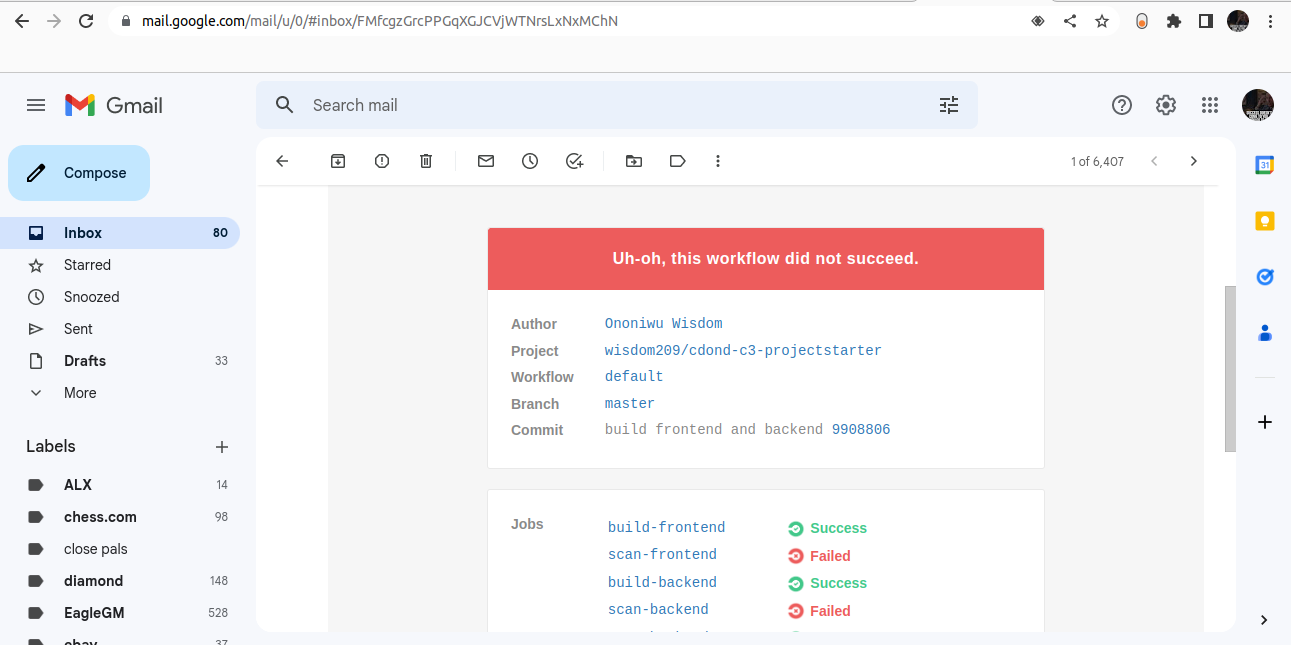 mail.google.com/mail/u/0/#inbox/FMfcgzGrcPPGqXGJCVjWTNrsLxNxMChN
Gmail
Search mail
Compose
1 of 6,407
Inbox 80
Starred
Snoozed
Sent
Drafts 33
More
Labels
ALX 14
chess.com 98
close pals
diamond 148
EagleGM 528
ebay 37
Uh-oh, this workflow did not succeed.
Author Ononiwu Wisdom
Project wisdom209/cdond-c3-projectstarter
Workflow default
Branch master
Commit build frontend and backend 9908806
Jobs build-frontend Success
scan-frontend Failed
build-backend Success
scan-backend Failed
31